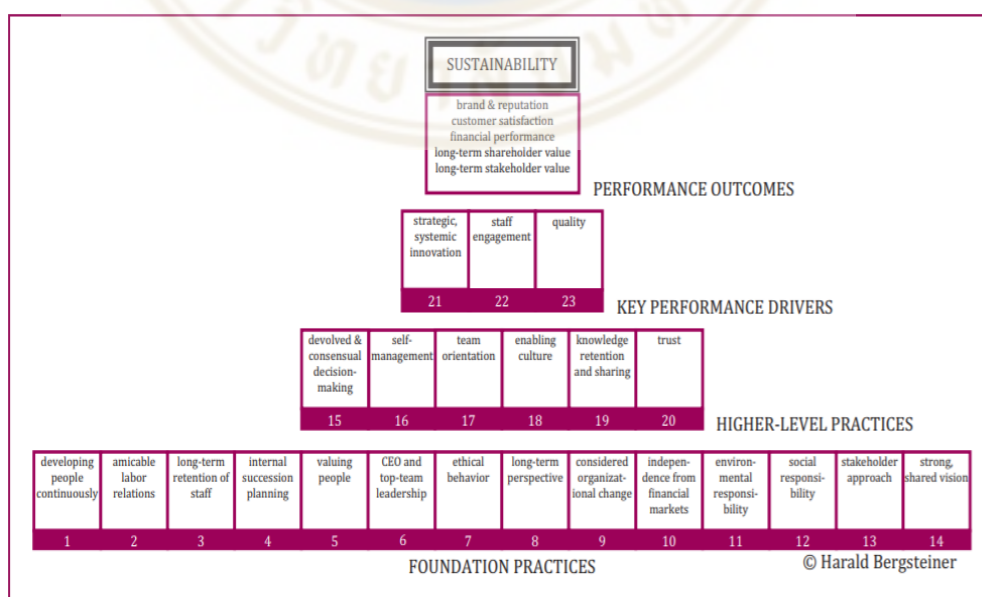 SUSTAINABILITY
brand & reputation
customer satisfaction
financial performance
long-term shareholder value
long-term stakeholder value
PERFORMANCE OUTCOMES
strategic,
systemic
innovation
staff
engagement
quality
21
22
23
KEY PERFORMANCE DRIVERS
devolved &
consensual
decision-
making
self-
management
team
orientation
enabling
culture
knowledge
retention
and sharing
trust
15
16
17
18
19
20
HIGHER-LEVEL PRACTICES
developing
people
continuously
amicable
labor
relations
long-term
retention of
staff
internal
succession
planning
valuing
people
CEO and
top-team
leadership
ethical
behavior
long-term
perspective
considered
organizat-
ional change
indepen-
dence from
financial
markets
environ-
mental
responsi-
bility
social
responsi-
bility
stakeholder
approach
strong,
shared vision
1
2
3
4
5
6
7
8
9
10
11
12
13
14
FOUNDATION PRACTICES
© Harald Bergsteiner